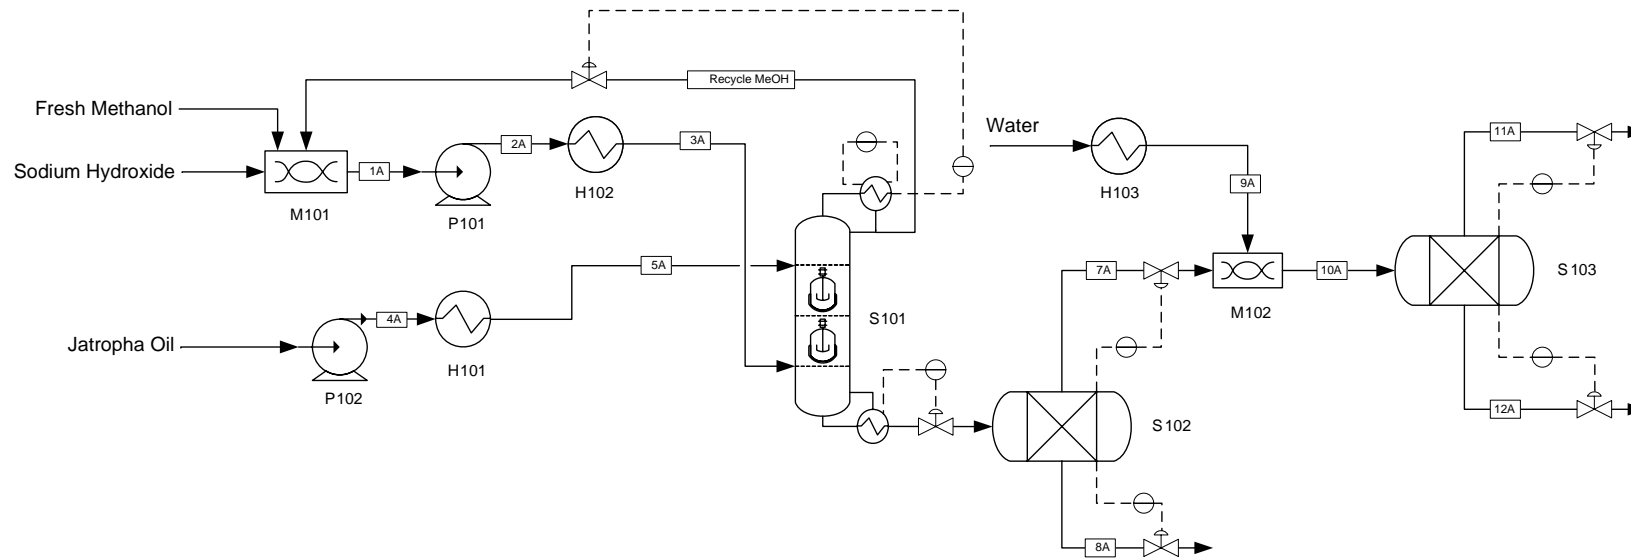 Recycle MeOH
Fresh Methanol
Sodium Hydroxide
1A
2A
3A
M101
P101
H102
Water
H103
9A
11A
5A
7A
10A
S103
M102
4A
Jatropha Oil
H101
P102
S101
S102
12A
8A